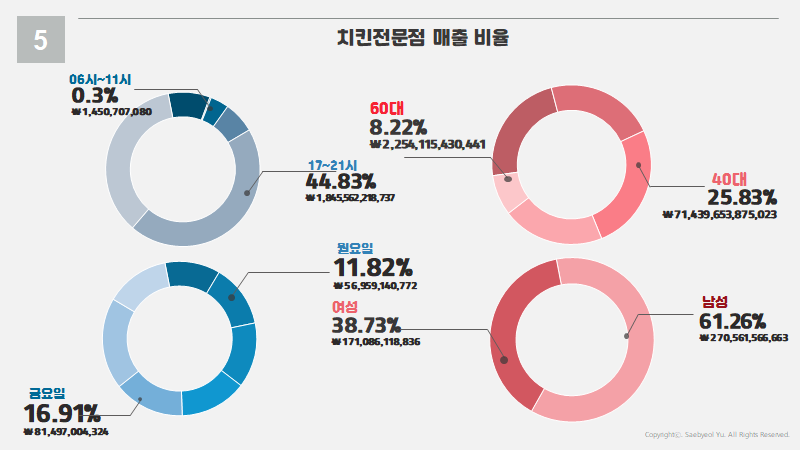 5
치킨전문점 매출 비율
06시~11시
0.3%
₩1,450,707,080
17~21시
44.83%
₩1,845,562,218,737
60대
8.22%
₩2,254,115,430,441
40대
25.83%
₩71,439,653,875,023
월요일
11.82%
₩56,959,140,772
금요일
16.91%
₩81,497,004,324
여성
38.73%
₩171,086,118,836
남성
61.26%
₩270,561,566,663
Copyrightⓒ. Saebyeol Yu. All Rights Reserved.